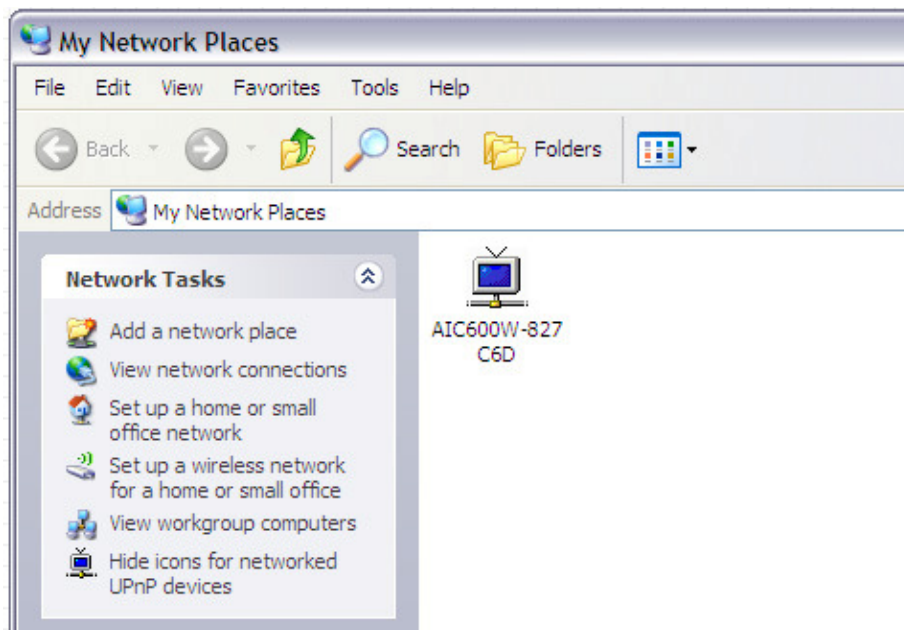 My Network Places
File Edit View Favorites Tools Help
Back Search Folders
Address My Network Places
Network Tasks
Add a network place
View network connections
Set up a home or small
office network
Set up a wireless network
for a home or small office
View workgroup computers
Hide icons for networked
UPnP devices
AIC600W-827
C6D